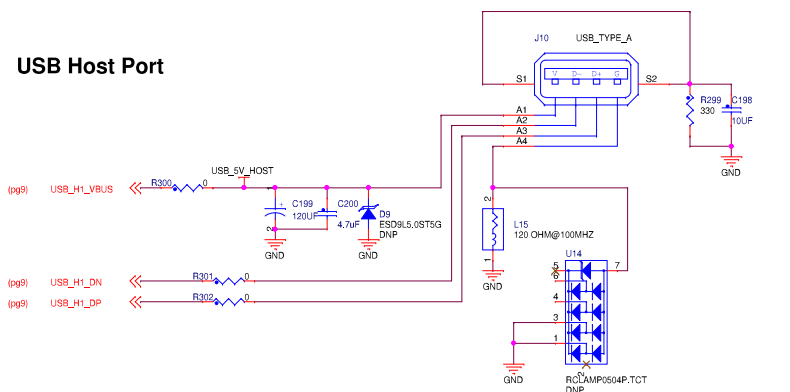 USB Host Port
J10
USB_TYPE_A
V D- D+ G
S1
S2
R299
330
C198
10UF
GND
A1
A2
A3
A4
USB_5V_HOST
(pg9) USB_H1_VBUS
R300
0
C199
120UF
2
C200
4.7uF
D9
ESD9L5.0ST5G
DNP
GND
GND
2
L15
120 OHM@100MHZ
1
GND
(pg9) USB_H1_DN
R301
0
(pg9) USB_H1_DP
R302
0
U14
5
6
7
4
3
1
2
GND
RCLAMP0504P.TCT
DNP